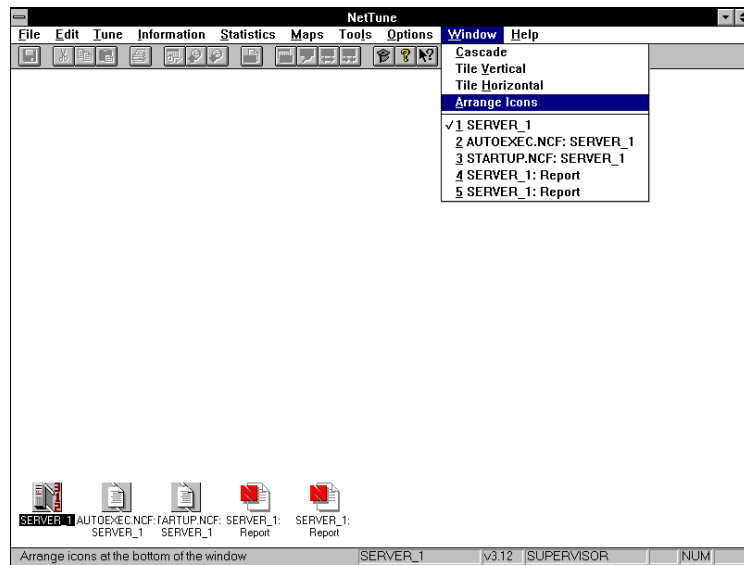 NetTune
File Edit Tune Information Statistics Maps Tools Options Window Help
Cascade
Tile Vertical
Tile Horizontal
Arrange Icons
✓1 SERVER_1
2 AUTOEXEC.NCF: SERVER_1
3 STARTUP.NCF: SERVER_1
4 SERVER_1: Report
5 SERVER_1: Report
SERVER_1 AUTOEXEC.NCF: TARTUP.NCF: SERVER_1: SERVER_1:
SERVER_1 SERVER_1 Report Report
Arrange icons at the bottom of the window SERVER_1 v3.12 SUPERVISOR NUM